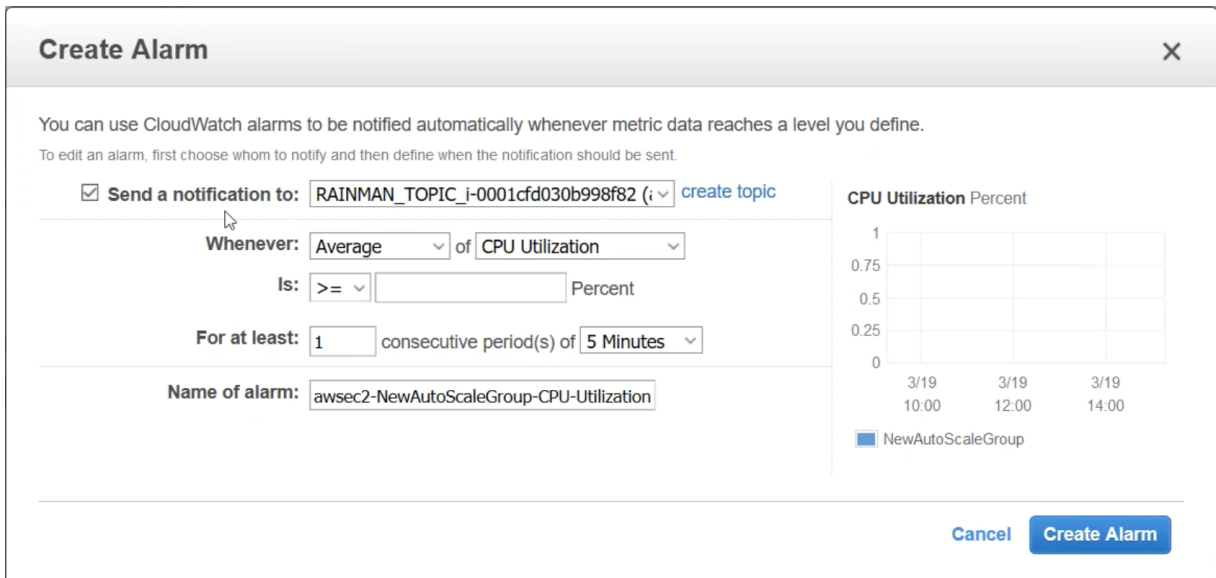 Create Alarm
You can use CloudWatch alarms to be notified automatically whenever metric data reaches a level you define.
To edit an alarm, first choose whom to notify and then define when the notification should be sent.
Send a notification to: RAINMAN_TOPIC_i-0001cfd030b998f82 ( create topic
Whenever: Average of CPU Utilization
Is: >= Percent
For at least: 1 consecutive period(s) of 5 Minutes
Name of alarm: awsec2-NewAutoScaleGroup-CPU-Utilization
CPU Utilization Percent
1
0.75
0.5
0.25
0
3/19 3/19 3/19
10:00 12:00 14:00
NewAutoScaleGroup
Cancel Create Alarm